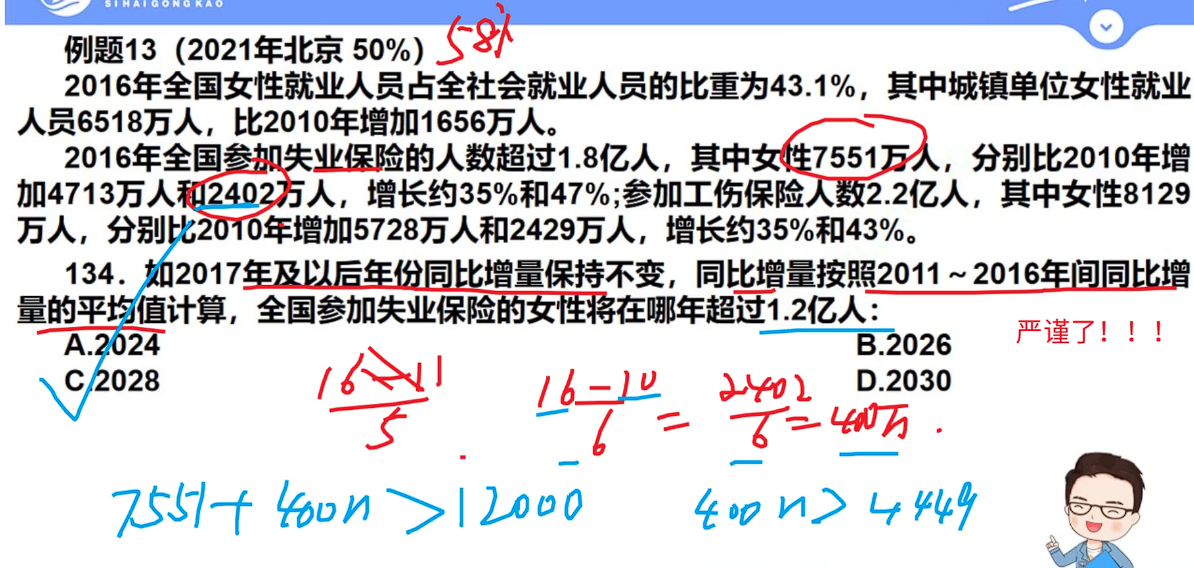 SIHAIGONGKAO
例题13（2021年北京 50%） 58%
2016年全国女性就业人员占全社会就业人员的比重为43.1%，其中城镇单位女性就业
人员6518万人，比2010年增加1656万人。
2016年全国参加失业保险的人数超过1.8亿人，其中女性7551万人，分别比2010年增
加4713万人和2402万人，增长约35%和47%;参加工伤保险人数2.2亿人，其中女性8129
万人，分别比2010年增加5728万人和2429万人，增长约35%和43%。
134．如2017年及以后年份同比增量保持不变，同比增量按照2011～2016年间同比增
量的平均值计算，全国参加失业保险的女性将在哪年超过1.2亿人：
严谨了！！！
A.2024 B.2026
C.2028 D.2030
16-11 / 5
16-10 / 6 = 2402 / 6 = 400万.
7551+400n>12000 400n>4449